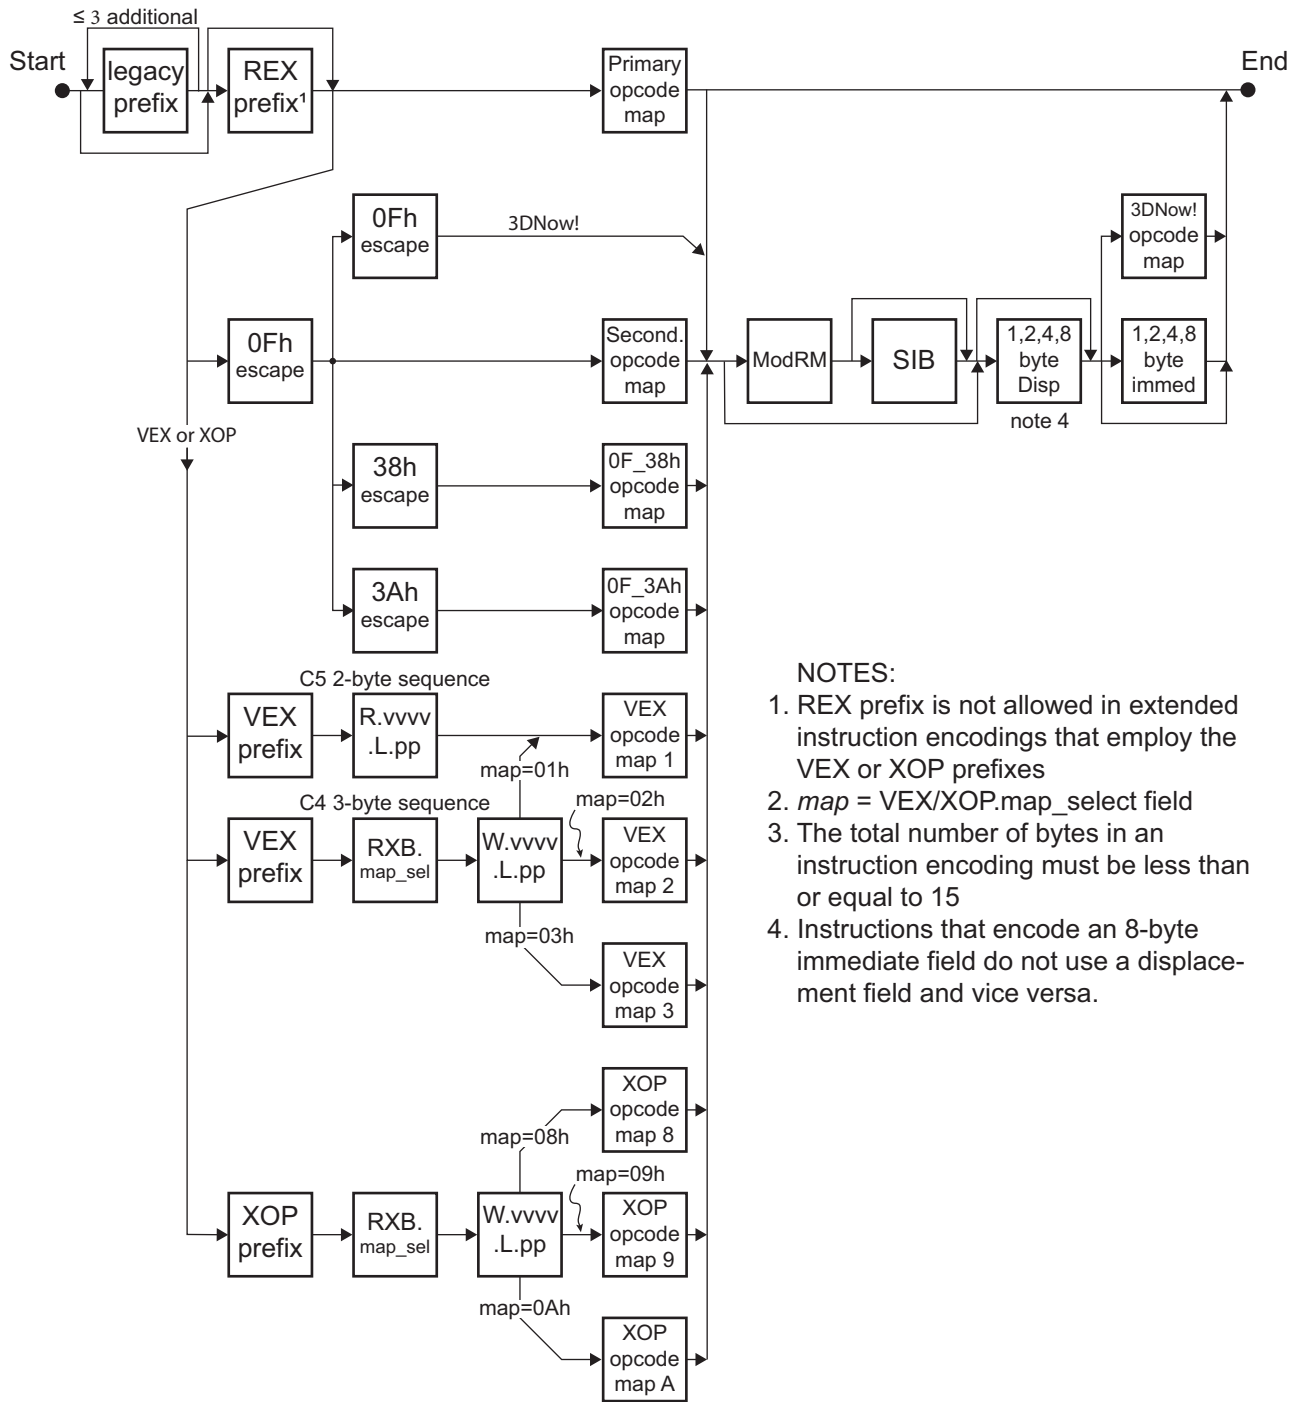 ≤ 3 additional
Start
legacy
prefix
REX
prefix¹
Primary
opcode
map
End
0Fh
escape
3DNow!
3DNow!
opcode
map
0Fh
escape
Second.
opcode
map
ModRM
SIB
1,2,4,8
byte
Disp
note 4
1,2,4,8
byte
immed
VEX or XOP
38h
escape
0F_38h
opcode
map
3Ah
escape
0F_3Ah
opcode
map
C5 2-byte sequence
VEX
prefix
R.vvvv
.L.pp
VEX
opcode
map 1
map=01h
C4 3-byte sequence
map=02h
VEX
prefix
RXB.
map_sel
W.vvvv
.L.pp
VEX
opcode
map 2
map=03h
VEX
opcode
map 3
NOTES:
1. REX prefix is not allowed in extended
instruction encodings that employ the
VEX or XOP prefixes
2. map = VEX/XOP.map_select field
3. The total number of bytes in an
instruction encoding must be less than
or equal to 15
4. Instructions that encode an 8-byte
immediate field do not use a displace-
ment field and vice versa.
XOP
opcode
map 8
map=08h
map=09h
XOP
prefix
RXB.
map_sel
W.vvvv
.L.pp
XOP
opcode
map 9
map=0Ah
XOP
opcode
map A